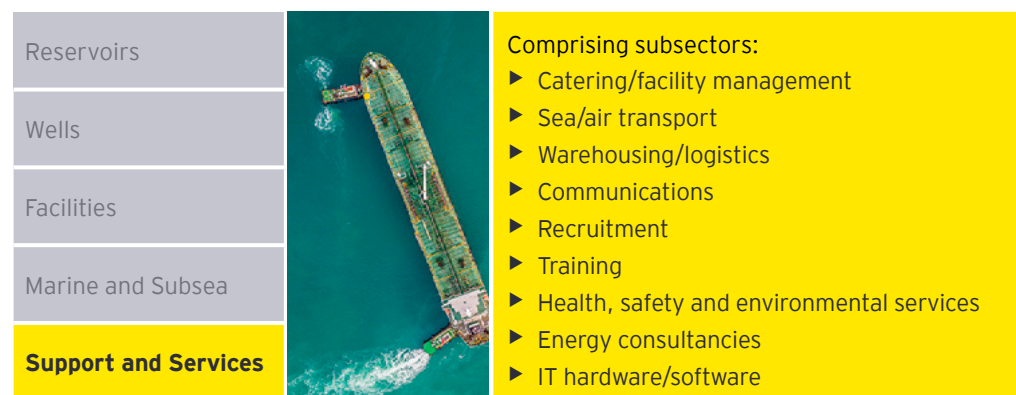 Reservoirs
Wells
Facilities
Marine and Subsea
Support and Services
Comprising subsectors:
► Catering/facility management
► Sea/air transport
► Warehousing/logistics
► Communications
► Recruitment
► Training
► Health, safety and environmental services
► Energy consultancies
► IT hardware/software